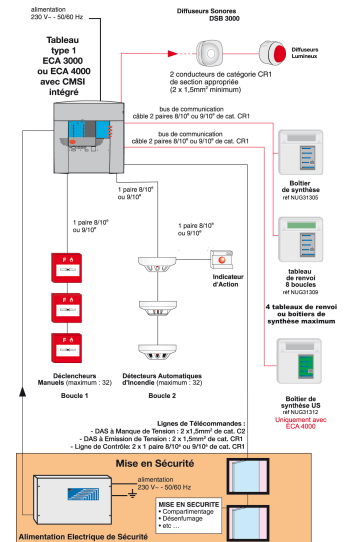 alimentation
230 V~ - 50/60 Hz
Diffuseurs Sonores
DSB 3000
Tableau
type 1
ECA 3000
ou ECA 4000
avec CMSI
intégré
Diffuseurs
Lumineux
2 conducteurs de catégorie CR1
de section appropriée
(2 x 1,5mm² minimum)
bus de communication
câble 2 paires 8/10° ou 9/10° de cat. CR1
bus de communication
câble 2 paires 8/10° ou 9/10° de cat. CR1
Boîtier
de synthèse
réf NUG31305
1 paire 8/10°
ou 9/10°
1 paire 8/10°
ou 9/10°
1 paire 8/10°
ou 9/10°
Indicateur
d'Action
tableau
de renvoi
8 boucles
réf NUG31309
4 tableaux de renvoi
ou boitiers de
synthèse maximum
Déclencheurs
Manuels (maximum : 32)
Boucle 1
Détecteurs Automatiques
d'Incendie (maximum : 32)
Boucle 2
Boîtier de
synthèse US
réf NUG31312
Uniquement avec
ECA 4000
Lignes de Télécommandes :
- DAS à Manque de Tension : 2 x1,5mm² de cat. C2
- DAS à Emission de Tension : 2 x 1,5mm² de cat. CR1
- Ligne de Contrôle: 2 x 1 paire 8/10° ou 9/10° de cat. CR1
Mise en Sécurité
alimentation
230 V~ - 50/60 Hz
MISE EN SECURITE
• Compartimentage
• Désenfumage
• etc ...
Alimentation Electrique de Sécurité